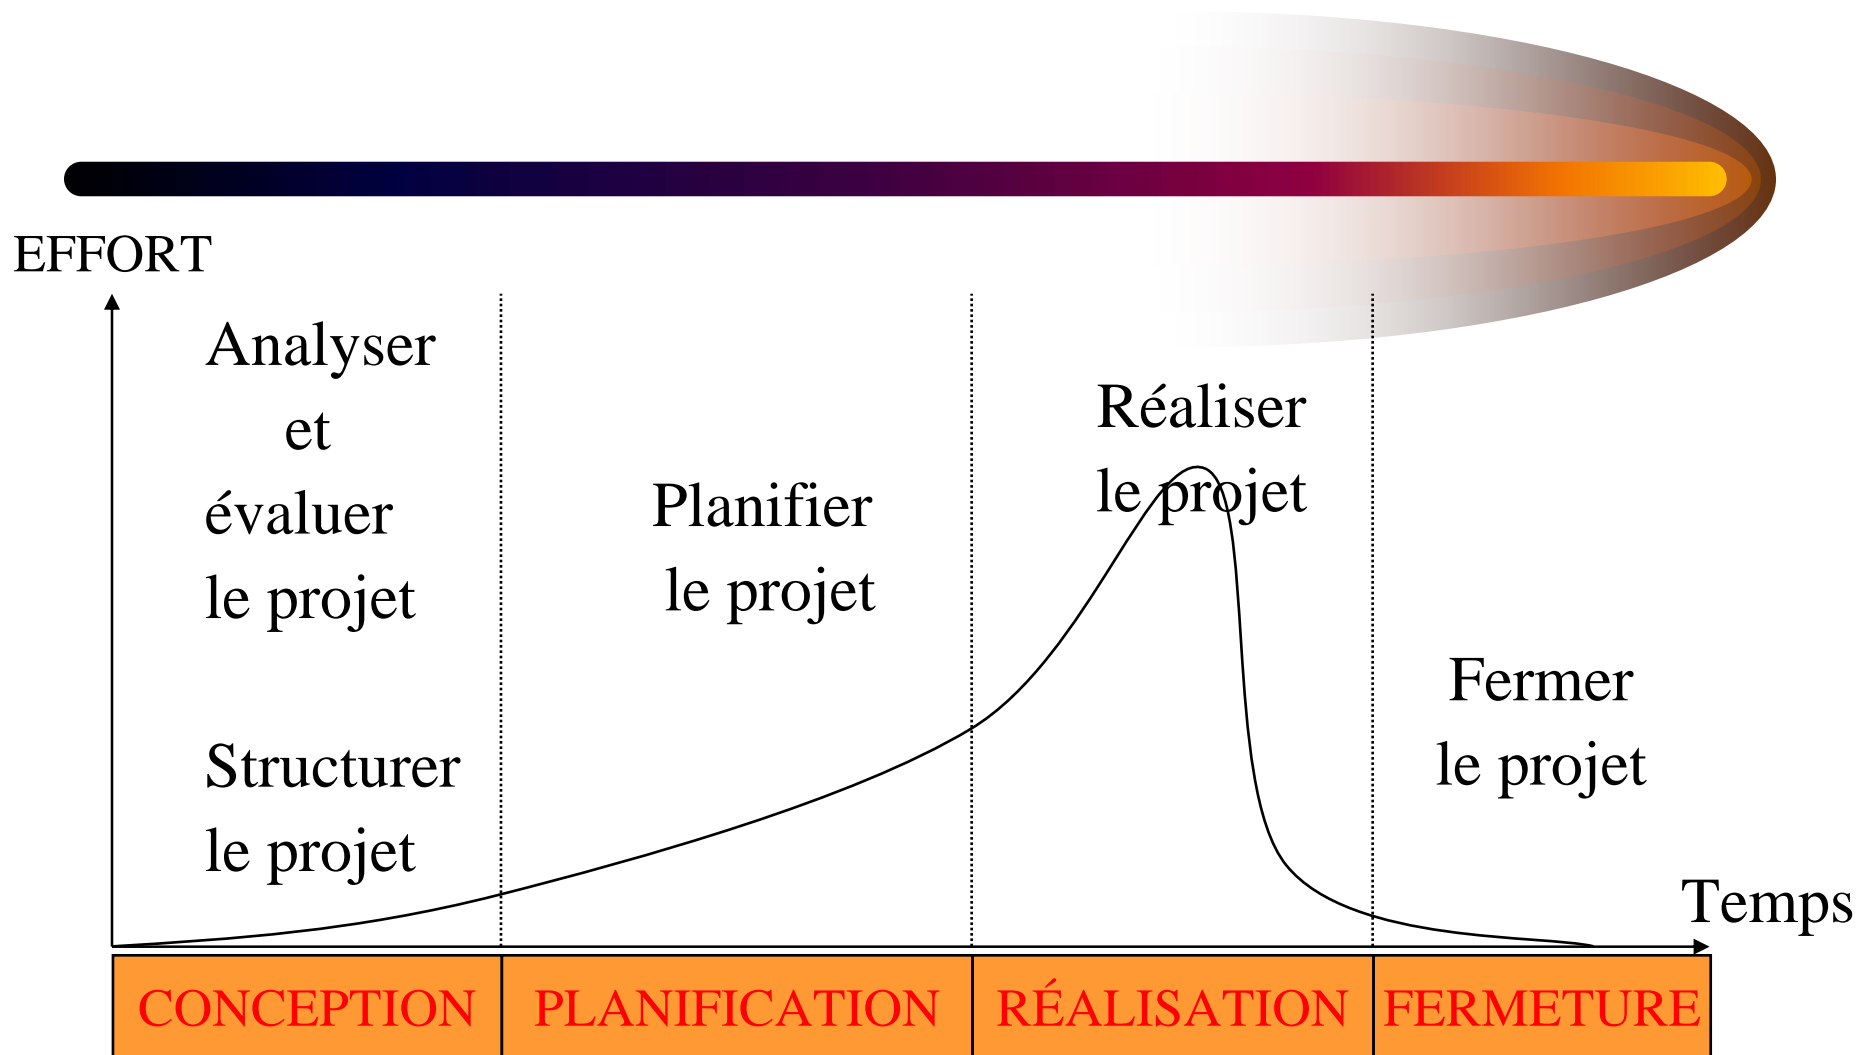 EFFORT
Analyser
et
évaluer
le projet
Structurer
le projet
Planifier
le projet
Réaliser
le projet
Fermer
le projet
Temps
CONCEPTION
PLANIFICATION
RÉALISATION
FERMETURE